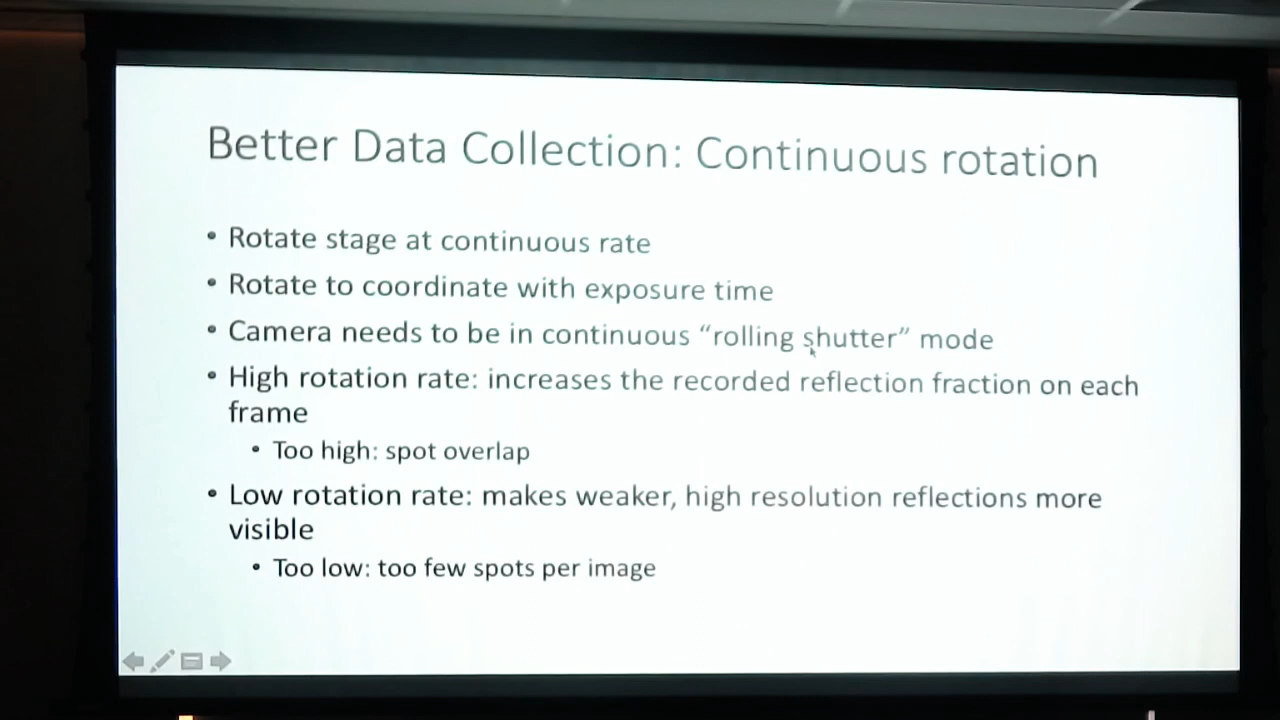 Better Data Collection: Continuous rotation
• Rotate stage at continuous rate
• Rotate to coordinate with exposure time
• Camera needs to be in continuous “rolling shutter” mode
• High rotation rate: increases the recorded reflection fraction on each
frame
• Too high: spot overlap
• Low rotation rate: makes weaker, high resolution reflections more
visible
• Too low: too few spots per image